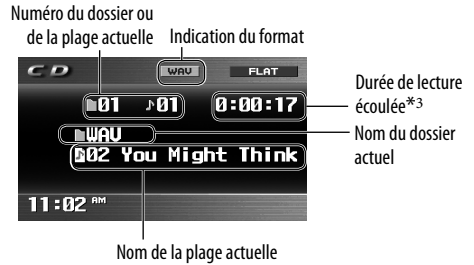 Numéro du dossier ou
de la plage actuelle
Indication du format
CD
WAV
FLAT
01 ♪01 0:00:17
Durée de lecture
écoulée*3
WAV
Nom du dossier
actuel
02 You Might Think
11:02 AM
Nom de la plage actuelle